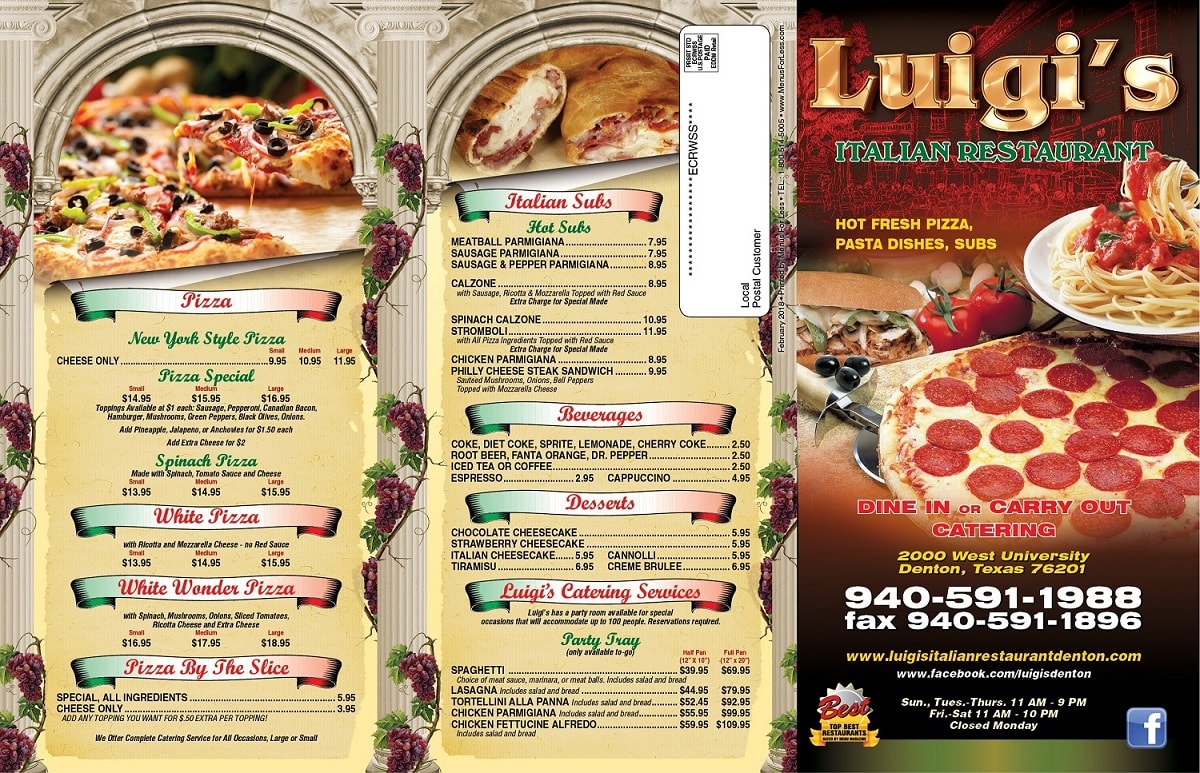 Pizza
New York Style Pizza
Small Medium Large
CHEESE ONLY 9.95 10.95 11.95
Pizza Special
Small Medium Large
$14.95 $15.95 $16.95
Toppings Available at $1 each: Sausage, Pepperoni, Canadian Bacon,
Hamburger, Mushrooms, Green Peppers, Black Olives, Onions.
Add Pineapple, Jalapeno, or Anchovies for $1.50 each
Add Extra Cheese for $2
Spinach Pizza
Made with Spinach, Tomato Sauce and Cheese
Small Medium Large
$13.95 $14.95 $15.95
White Pizza
with Ricotta and Mozzarella Cheese - no Red Sauce
Small Medium Large
$13.95 $14.95 $15.95
White Wonder Pizza
with Spinach, Mushrooms, Onions, Sliced Tomatoes,
Ricotta Cheese and Extra Cheese
Small Medium Large
$16.95 $17.95 $18.95
Pizza By The Slice
SPECIAL, ALL INGREDIENTS 5.95
CHEESE ONLY 3.95
ADD ANY TOPPING YOU WANT FOR $.50 EXTRA PER TOPPING!
We Offer Complete Catering Service for All Occasions, Large or Small
Italian Subs
Hot Subs
MEATBALL PARMIGIANA 7.95
SAUSAGE PARMIGIANA 7.95
SAUSAGE & PEPPER PARMIGIANA 8.95
CALZONE 8.95
with Sausage, Ricotta & Mozzarella Topped with Red Sauce
Extra Charge for Special Made
SPINACH CALZONE 10.95
STROMBOLI 11.95
with All Pizza Ingredients Topped with Red Sauce
Extra Charge for Special Made
CHICKEN PARMIGIANA 8.95
PHILLY CHEESE STEAK SANDWICH 9.95
Sauteed Mushrooms, Onions, Bell Peppers
Topped with Mozzarella Cheese
Beverages
COKE, DIET COKE, SPRITE, LEMONADE, CHERRY COKE 2.50
ROOT BEER, FANTA ORANGE, DR. PEPPER 2.50
ICED TEA OR COFFEE 2.50
ESPRESSO 2.95 CAPPUCCINO 4.95
Desserts
CHOCOLATE CHEESECAKE 5.95
STRAWBERRY CHEESECAKE 5.95
ITALIAN CHEESECAKE 5.95 CANNOLLI 5.95
TIRAMISU 6.95 CREME BRULEE 6.95
Luigi's Catering Services
Luigi's has a party room available for special
occasions that will accommodate up to 100 people. Reservations required.
Party Tray
(only available to-go)
Half Pan Full Pan
(12" X 10") (12" x 20")
SPAGHETTI $39.95 $69.95
Choice of meat sauce, marinara, or meat balls. Includes salad and bread
LASAGNA Includes salad and bread $44.95 $79.95
TORTELLINI ALLA PANNA Includes salad and bread $52.45 $92.95
CHICKEN PARMIGIANA Includes salad and bread $55.95 $99.95
CHICKEN FETTUCINE ALFREDO $59.95 $109.95
Includes salad and bread
PRSRT STD
ECRWSS
U.S. POSTAGE
PAID
EDDM Retail
*****************ECRWSS****
Local
Postal Customer
February 2018 • Printed by Menus For Less • TEL.: 1-800-514-5005 • www.MenusForLess.com
Luigi's
ITALIAN RESTAURANT
HOT FRESH PIZZA,
PASTA DISHES, SUBS
DINE IN OR CARRY OUT
CATERING
2000 West University
Denton, Texas 76201
940-591-1988
fax 940-591-1896
www.luigisitalianrestaurantdenton.com
www.facebook.com/luigisdenton
Best
TOP BEST
RESTAURANTS
RATED BY MENU MAGAZINE
Sun., Tues.-Thurs. 11 AM - 9 PM
Fri.-Sat 11 AM - 10 PM
Closed Monday
f